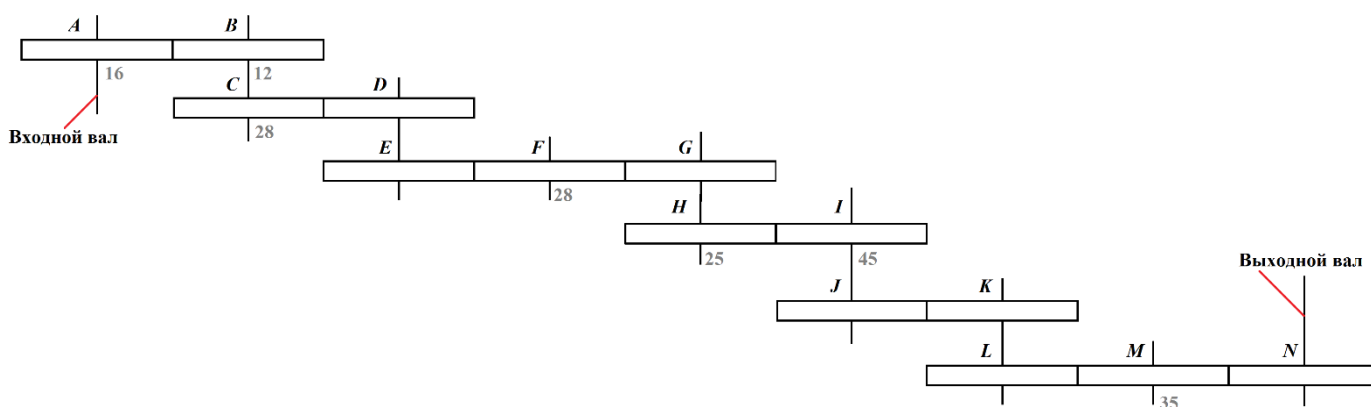 A B
16 12
C D
Входной вал
28
E F G
28
H I
25 45
Выходной вал
J K
L M N
35